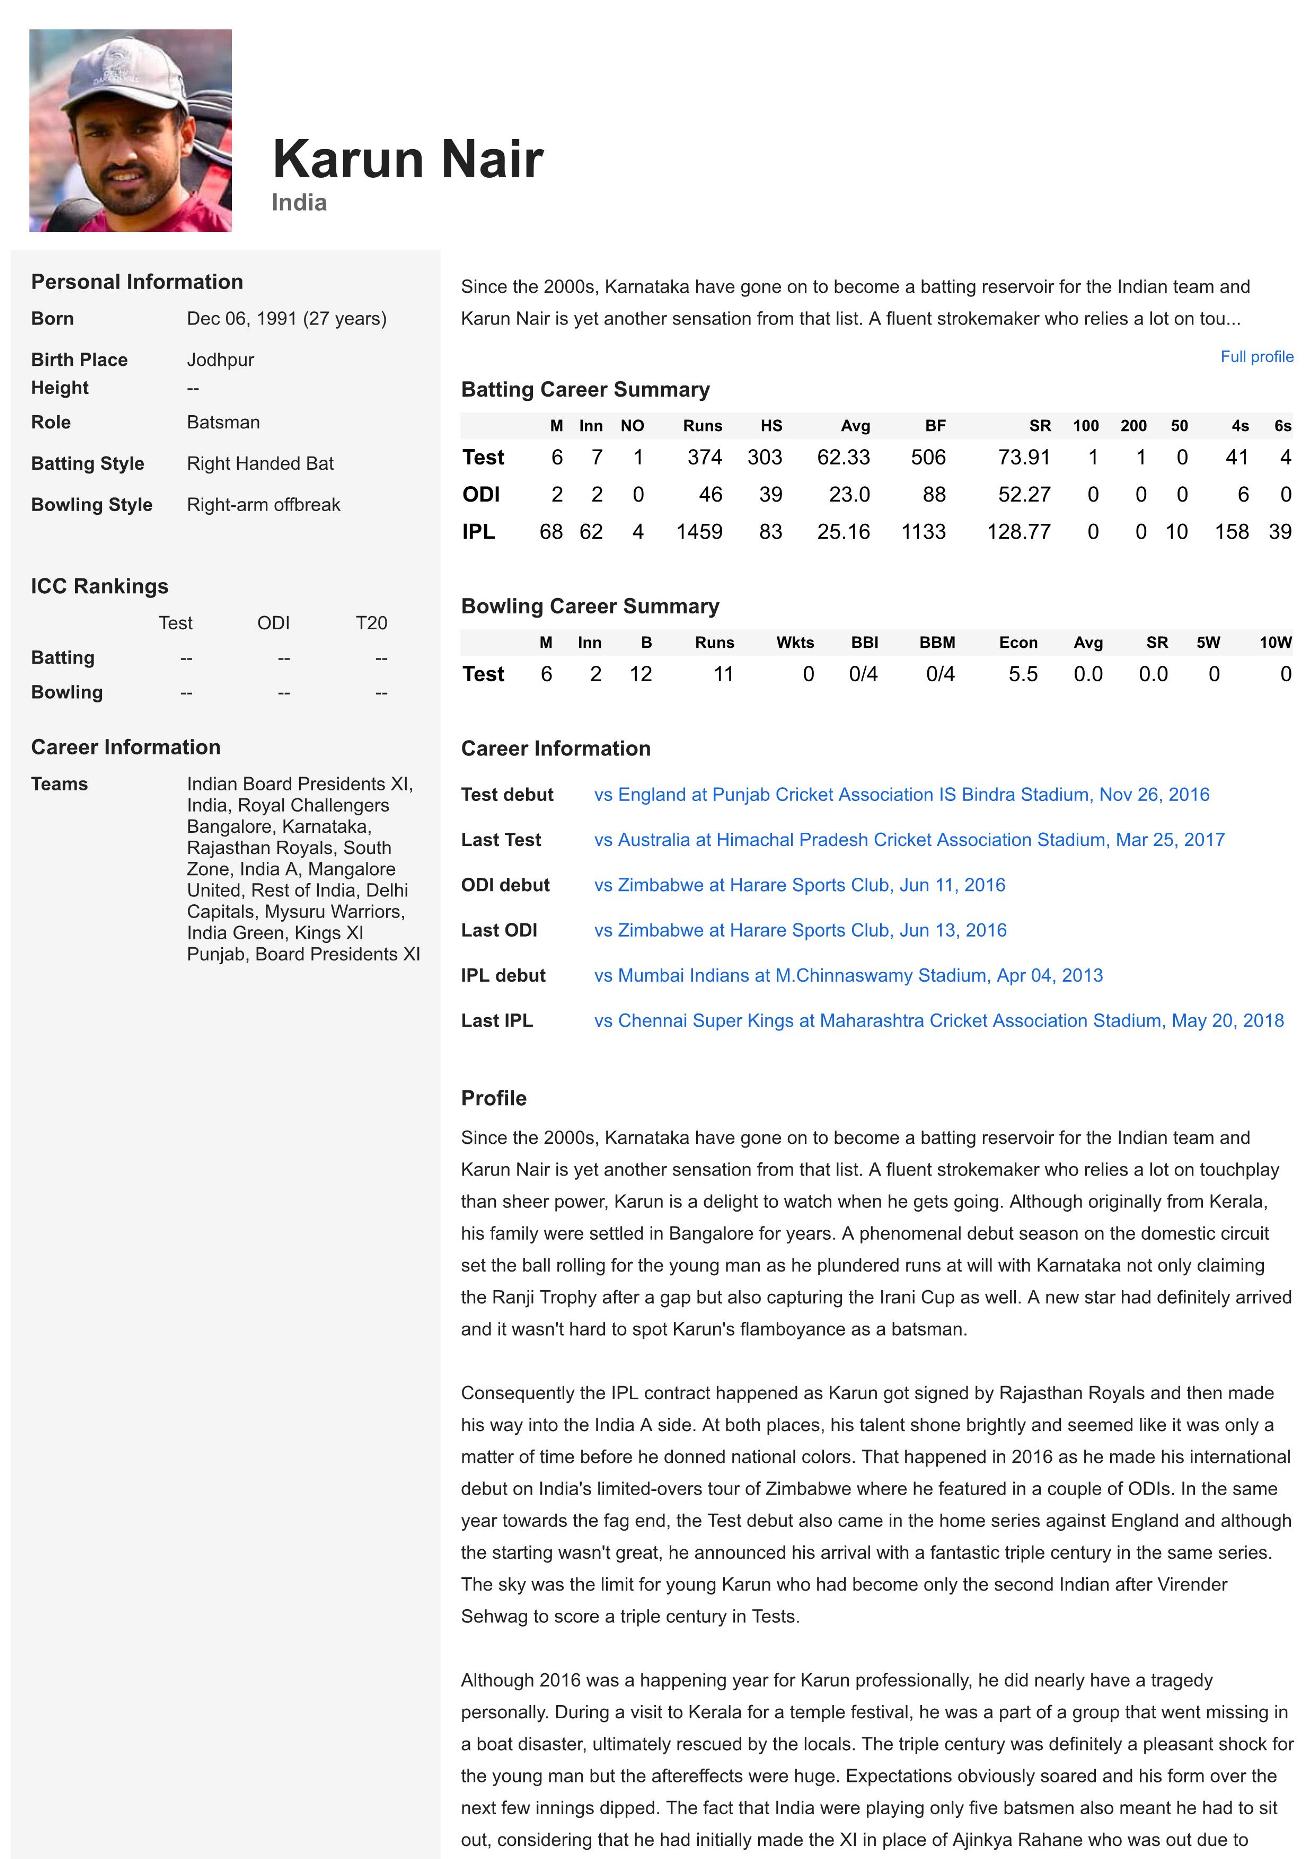 Karun Nair
India
Personal Information
Born Dec 06, 1991 (27 years)
Birth Place Jodhpur
Height --
Role Batsman
Batting Style Right Handed Bat
Bowling Style Right-arm offbreak
ICC Rankings
Test ODI T20
Batting -- -- --
Bowling -- -- --
Career Information
Teams Indian Board Presidents XI,
India, Royal Challengers
Bangalore, Karnataka,
Rajasthan Royals, South
Zone, India A, Mangalore
United, Rest of India, Delhi
Capitals, Mysuru Warriors,
India Green, Kings XI
Punjab, Board Presidents XI
Since the 2000s, Karnataka have gone on to become a batting reservoir for the Indian team and
Karun Nair is yet another sensation from that list. A fluent strokemaker who relies a lot on tou...
Full profile
Batting Career Summary
M Inn NO Runs HS Avg BF SR 100 200 50 4s 6s
Test 6 7 1 374 303 62.33 506 73.91 1 1 0 41 4
ODI 2 2 0 46 39 23.0 88 52.27 0 0 0 6 0
IPL 68 62 4 1459 83 25.16 1133 128.77 0 0 10 158 39
Bowling Career Summary
M Inn B Runs Wkts BBI BBM Econ Avg SR 5W 10W
Test 6 2 12 11 0 0/4 0/4 5.5 0.0 0.0 0 0
Career Information
Test debut vs England at Punjab Cricket Association IS Bindra Stadium, Nov 26, 2016
Last Test vs Australia at Himachal Pradesh Cricket Association Stadium, Mar 25, 2017
ODI debut vs Zimbabwe at Harare Sports Club, Jun 11, 2016
Last ODI vs Zimbabwe at Harare Sports Club, Jun 13, 2016
IPL debut vs Mumbai Indians at M.Chinnaswamy Stadium, Apr 04, 2013
Last IPL vs Chennai Super Kings at Maharashtra Cricket Association Stadium, May 20, 2018
Profile
Since the 2000s, Karnataka have gone on to become a batting reservoir for the Indian team and
Karun Nair is yet another sensation from that list. A fluent strokemaker who relies a lot on touchplay
than sheer power, Karun is a delight to watch when he gets going. Although originally from Kerala,
his family were settled in Bangalore for years. A phenomenal debut season on the domestic circuit
set the ball rolling for the young man as he plundered runs at will with Karnataka not only claiming
the Ranji Trophy after a gap but also capturing the Irani Cup as well. A new star had definitely arrived
and it wasn't hard to spot Karun's flamboyance as a batsman.
Consequently the IPL contract happened as Karun got signed by Rajasthan Royals and then made
his way into the India A side. At both places, his talent shone brightly and seemed like it was only a
matter of time before he donned national colors. That happened in 2016 as he made his international
debut on India's limited-overs tour of Zimbabwe where he featured in a couple of ODIs. In the same
year towards the fag end, the Test debut also came in the home series against England and although
the starting wasn't great, he announced his arrival with a fantastic triple century in the same series.
The sky was the limit for young Karun who had become only the second Indian after Virender
Sehwag to score a triple century in Tests.
Although 2016 was a happening year for Karun professionally, he did nearly have a tragedy
personally. During a visit to Kerala for a temple festival, he was a part of a group that went missing in
a boat disaster, ultimately rescued by the locals. The triple century was definitely a pleasant shock for
the young man but the aftereffects were huge. Expectations obviously soared and his form over the
next few innings dipped. The fact that India were playing only five batsmen also meant he had to sit
out, considering that he had initially made the XI in place of Ajinkya Rahane who was out due to